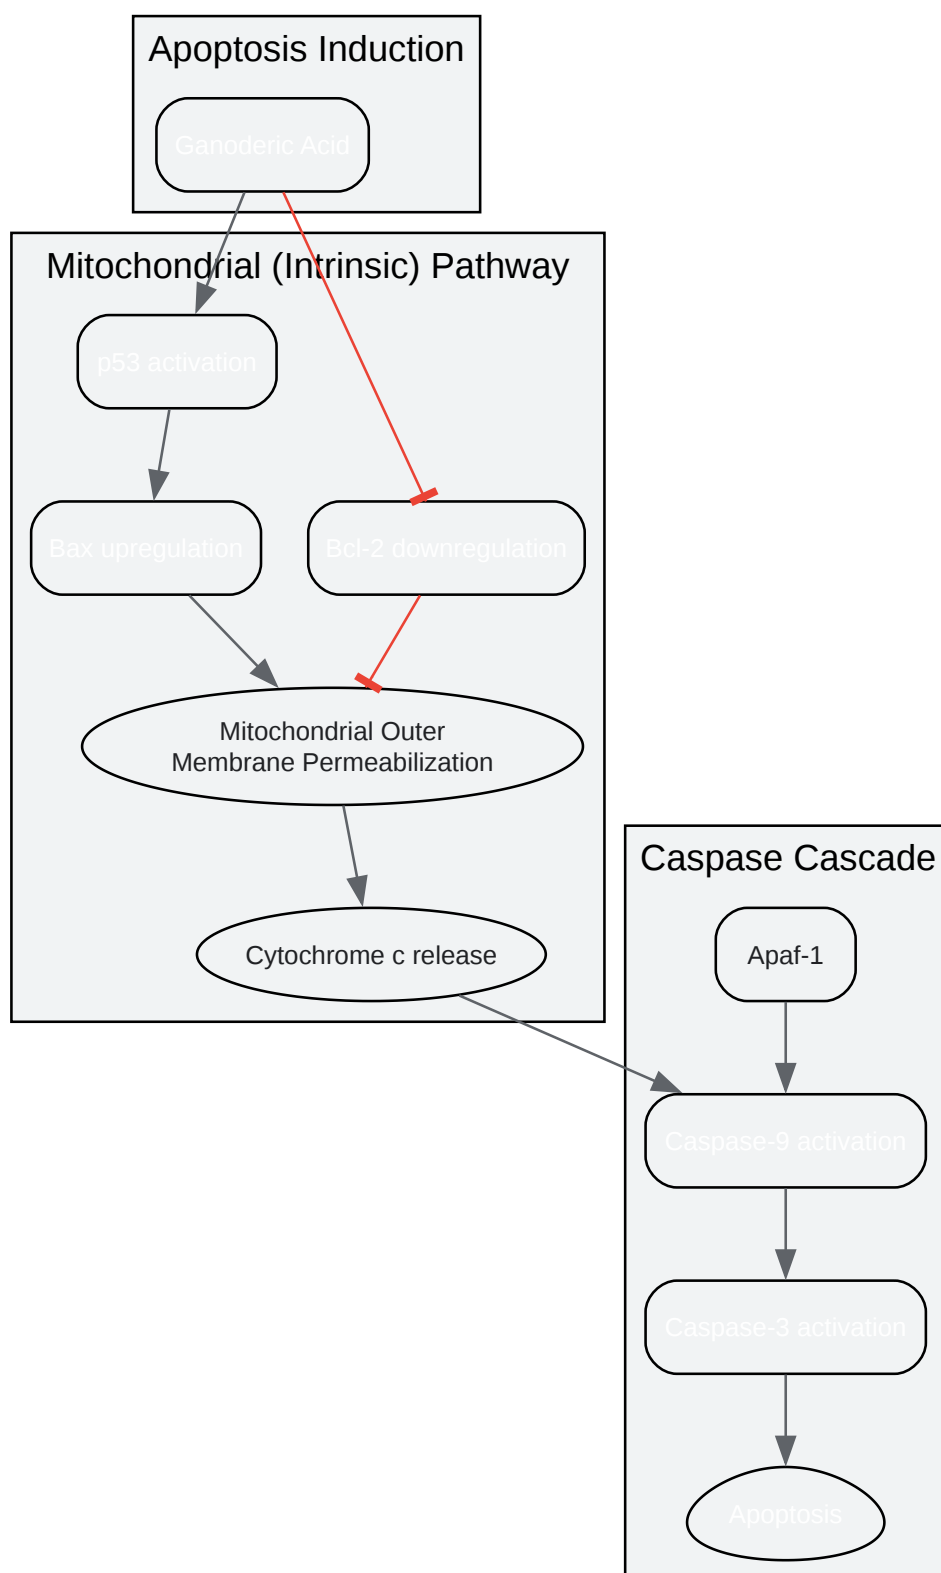 Apoptosis Induction
Ganoderic Acid
Mitochondrial (Intrinsic) Pathway
p53 activation
Bax upregulation
Bcl-2 downregulation
Mitochondrial Outer
Membrane Permeabilization
Cytochrome c release
Caspase Cascade
Apaf-1
Caspase-9 activation
Caspase-3 activation
Apoptosis